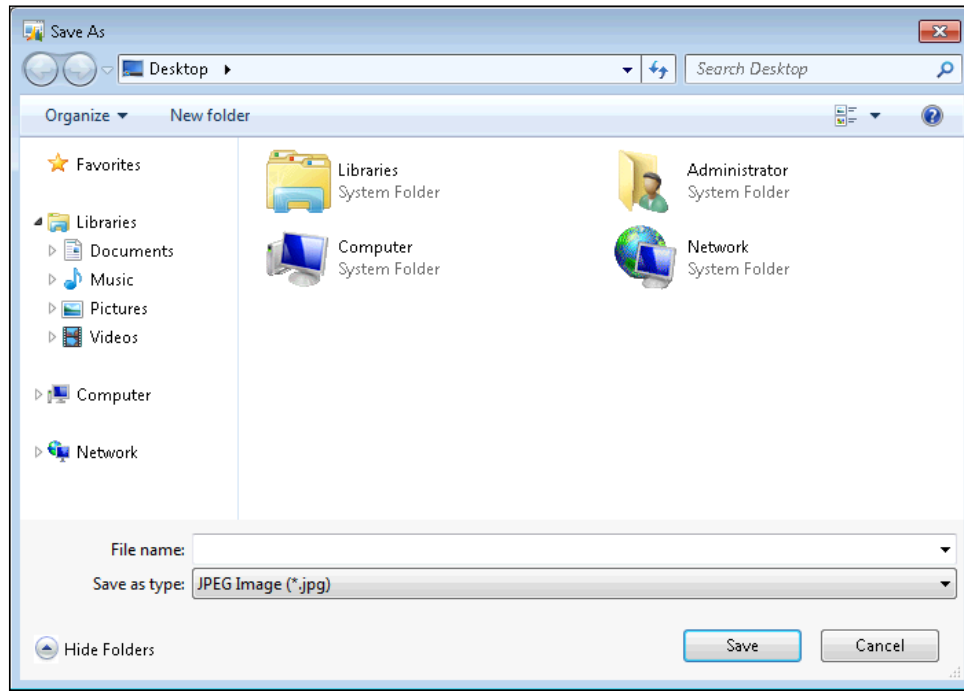 Save As
Desktop
Search Desktop
Organize
New folder
Favorites
Libraries
Documents
Music
Pictures
Videos
Computer
Network
Libraries
System Folder
Administrator
System Folder
Computer
System Folder
Network
System Folder
File name:
Save as type: JPEG Image (*.jpg)
Hide Folders
Save
Cancel